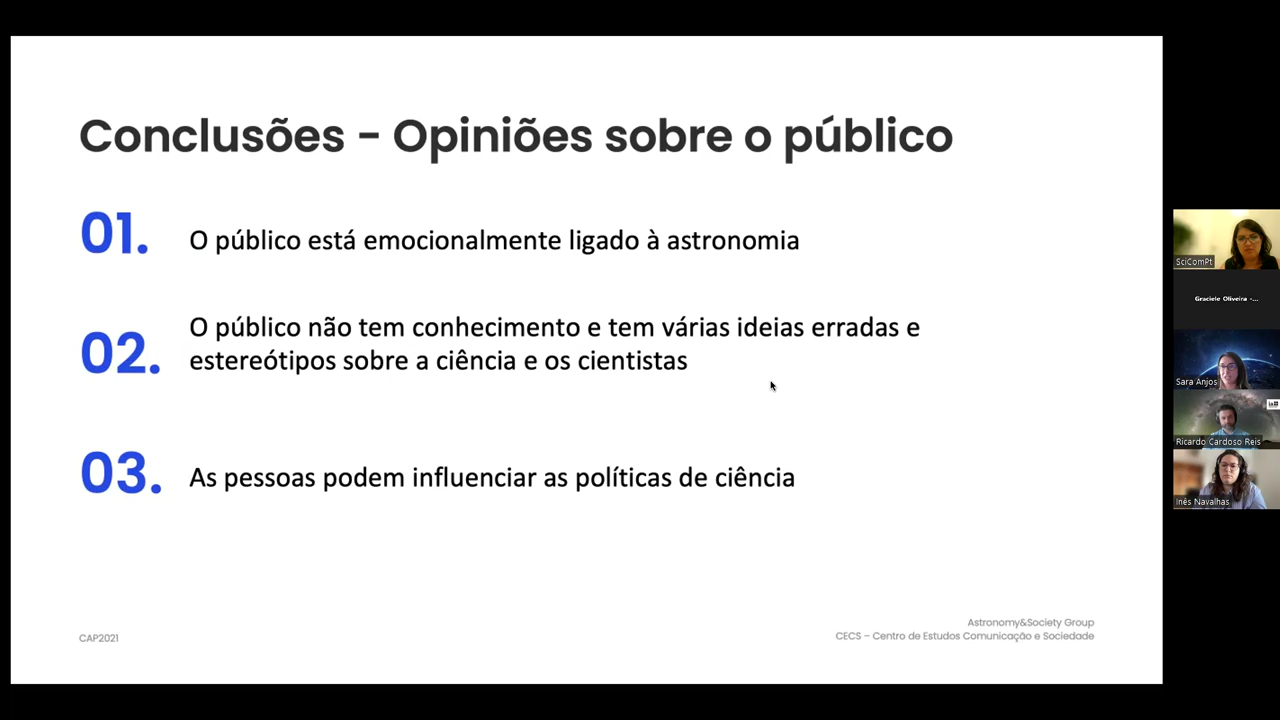 Conclusões - Opiniões sobre o público
01.
O público está emocionalmente ligado à astronomia
02.
O público não tem conhecimento e tem várias ideias erradas e
estereótipos sobre a ciência e os cientistas
03.
As pessoas podem influenciar as políticas de ciência
CAP2021
Astronomy&Society Group
CECS – Centro de Estudos Comunicação e Sociedade
SciComPt
Graciele Oliveira -...
Sara Anjos
Ricardo Cardoso Reis
Inês Navalhas